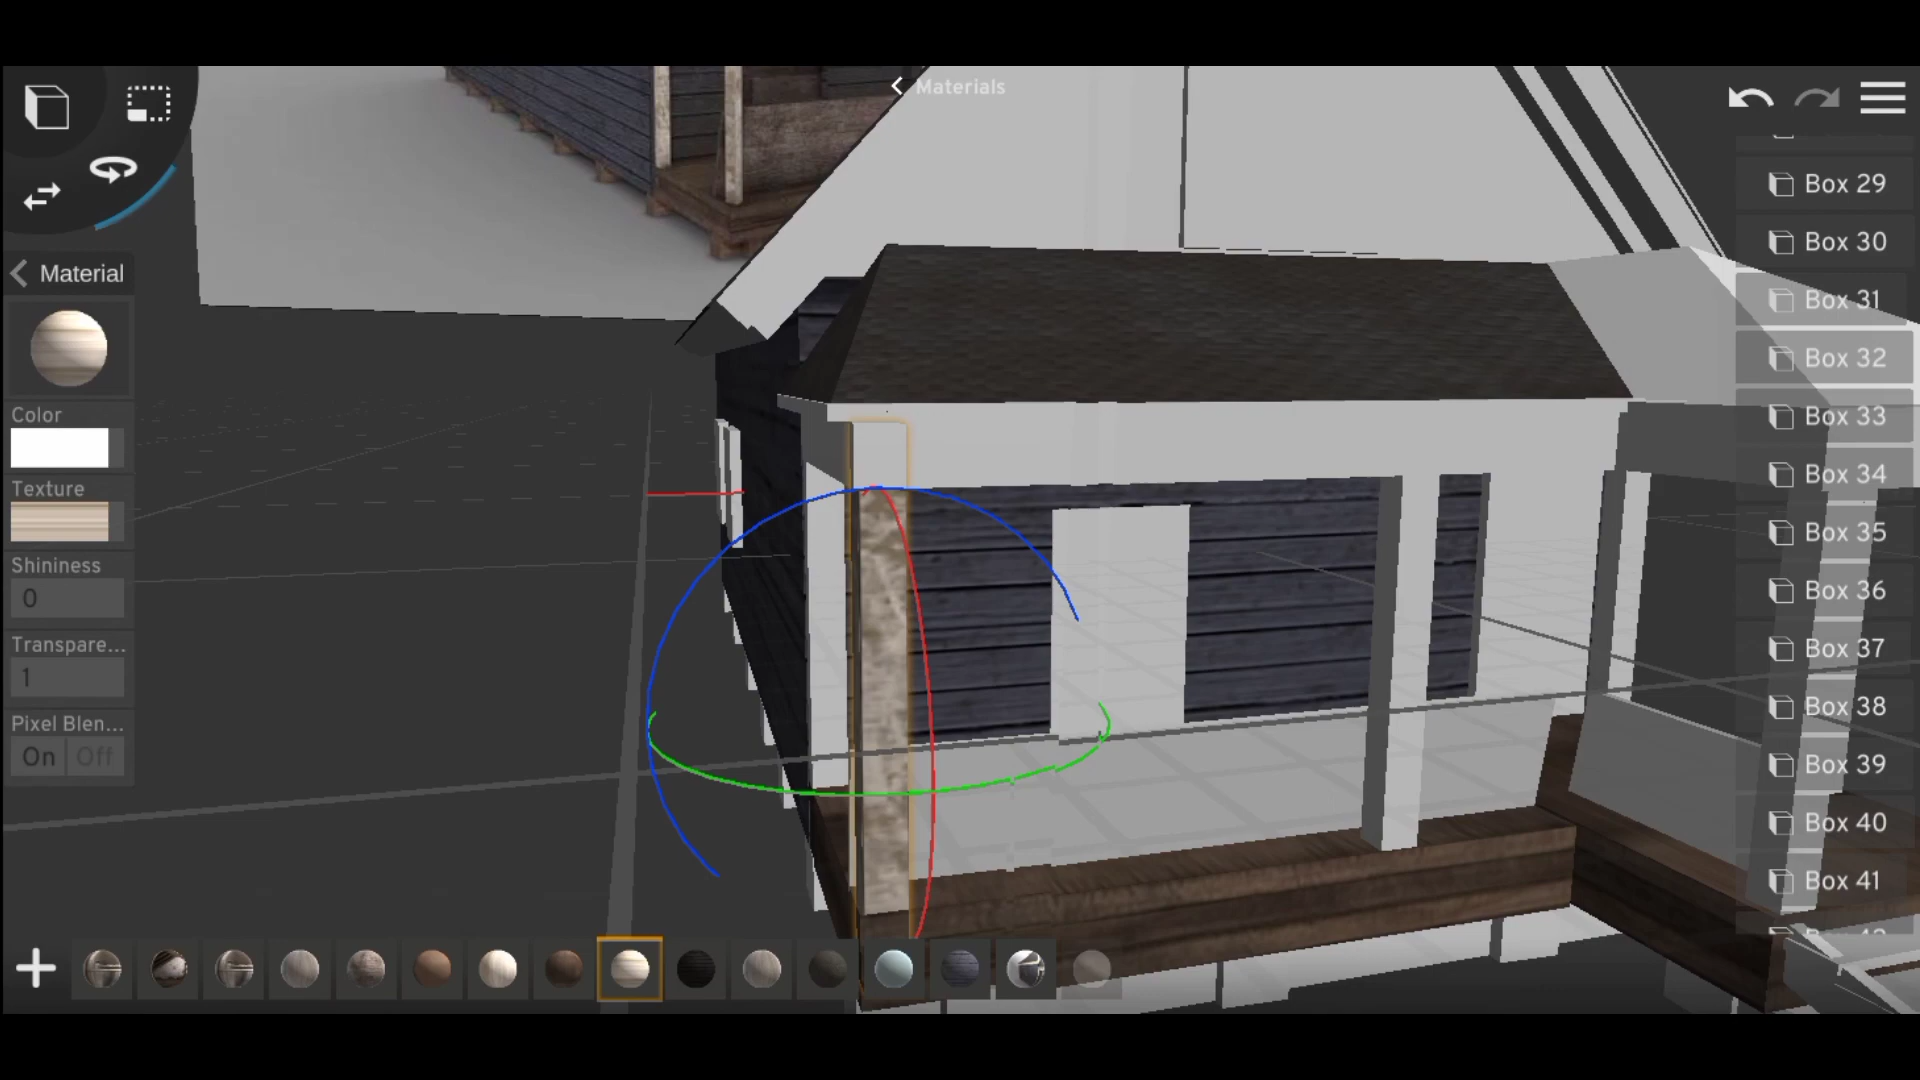 Materials
Material
Color
Texture
Shininess
0
Transpare...
1
Pixel Blen...
On Off
Box 29
Box 30
Box 31
Box 32
Box 33
Box 34
Box 35
Box 36
Box 37
Box 38
Box 39
Box 40
Box 41